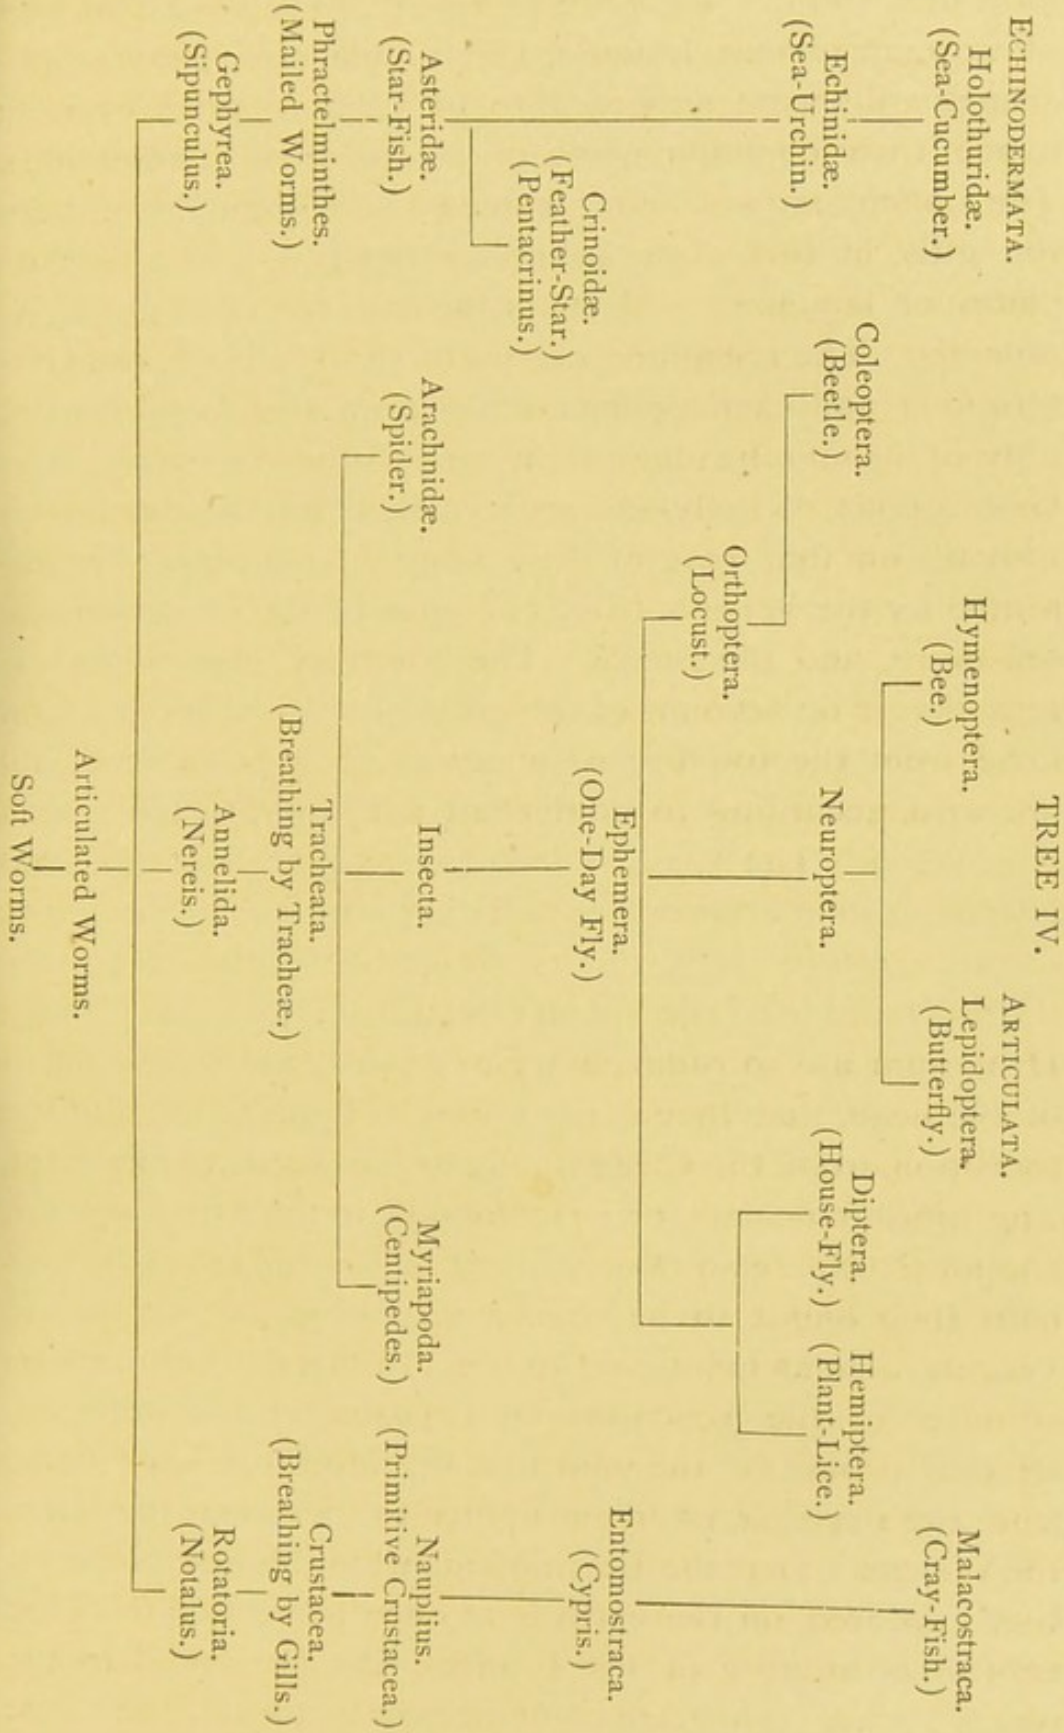 TREE IV.
ECHINODERMATA.
ARTICULATA.
Holothuridæ.
(Sea-Cucumber.)
Hymenoptera.
(Bee.)
Lepidoptera.
(Butterfly.)
Malacostraca.
(Cray-Fish.)
Echinidæ.
(Sea-Urchin.)
Coleoptera.
(Beetle.)
Neuroptera.
Diptera.
(House-Fly.)
Hemiptera.
(Plant-Lice.)
Orthoptera.
(Locust.)
Crinoidæ.
(Feather-Star.)
(Pentacrinus.)
Ephemera.
(One-Day Fly.)
Entomostraca.
(Cypris.)
Asteridæ.
(Star-Fish.)
Arachnidæ.
(Spider.)
Insecta.
Myriapoda.
(Centipedes.)
Nauplius.
(Primitive Crustacea.)
Phractelminthes.
(Mailed Worms.)
Tracheata.
(Breathing by Tracheæ.)
Crustacea.
(Breathing by Gills.)
Gephyrea.
(Sipunculus.)
Annelida.
(Nereis.)
Rotatoria.
(Notalus.)
Articulated Worms.
Soft Worms.